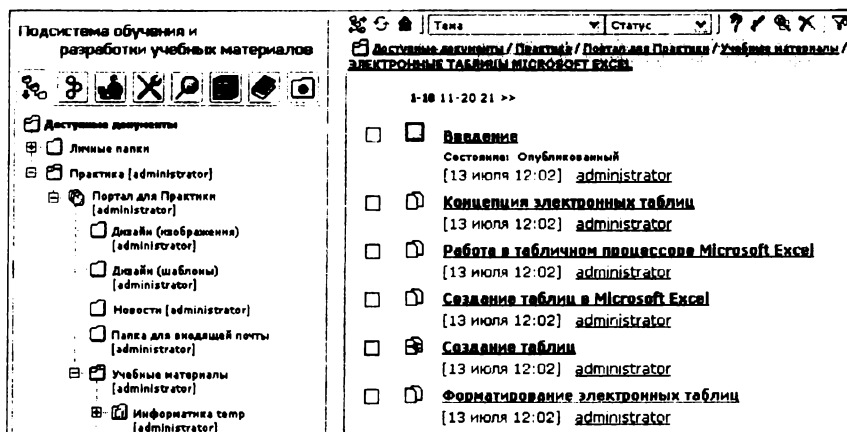 Подсистема обучения и
разработки учебных материалов
Доступные документы
Личные папки
Практика [administrator]
Портал для Практики
[administrator]
Дизайн (изображения)
[administrator]
Дизайн (шаблоны)
[administrator]
Новости [administrator]
Папка для входящей почты
[administrator]
Учебные материалы
[administrator]
Информатика temp
[administrator]
Тема Статус
Доступные документы / Практика / Портал для Практики / Учебные материалы /
ЭЛЕКТРОННЫЕ ТАБЛИЦЫ MICROSOFT EXCEL
1-10 11-20 21 >>
Введение
Состояние: Опубликованный
[13 июля 12:02] administrator
Концепция электронных таблиц
[13 июля 12:02] administrator
Работа в табличном процессоре Microsoft Excel
[13 июля 12:02] administrator
Создание таблиц в Microsoft Excel
[13 июля 12:02] administrator
Создание таблиц
[13 июля 12:02] administrator
Форматирование электронных таблиц
[13 июля 12:02] administrator